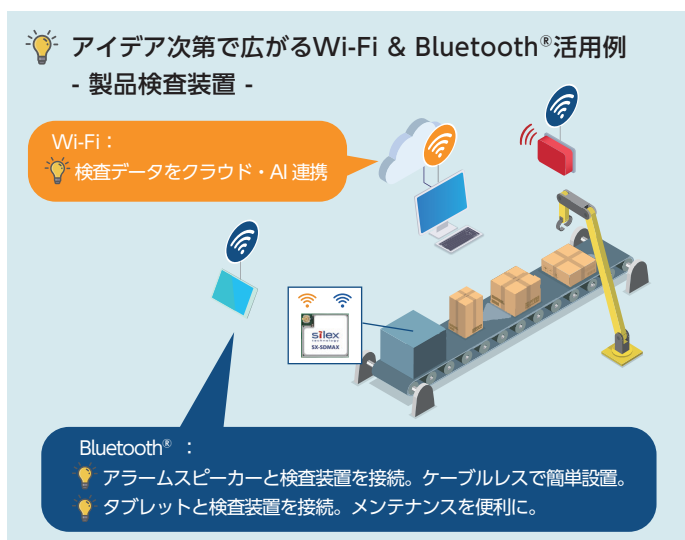 アイデア次第で広がるWi-Fi & Bluetooth®活用例
- 製品検査装置 -
Wi-Fi：
検査データをクラウド・AI 連携
silex
technology
SX-SDMAX
Bluetooth® ：
アラームスピーカーと検査装置を接続。ケーブルレスで簡単設置。
タブレットと検査装置を接続。メンテナンスを便利に。